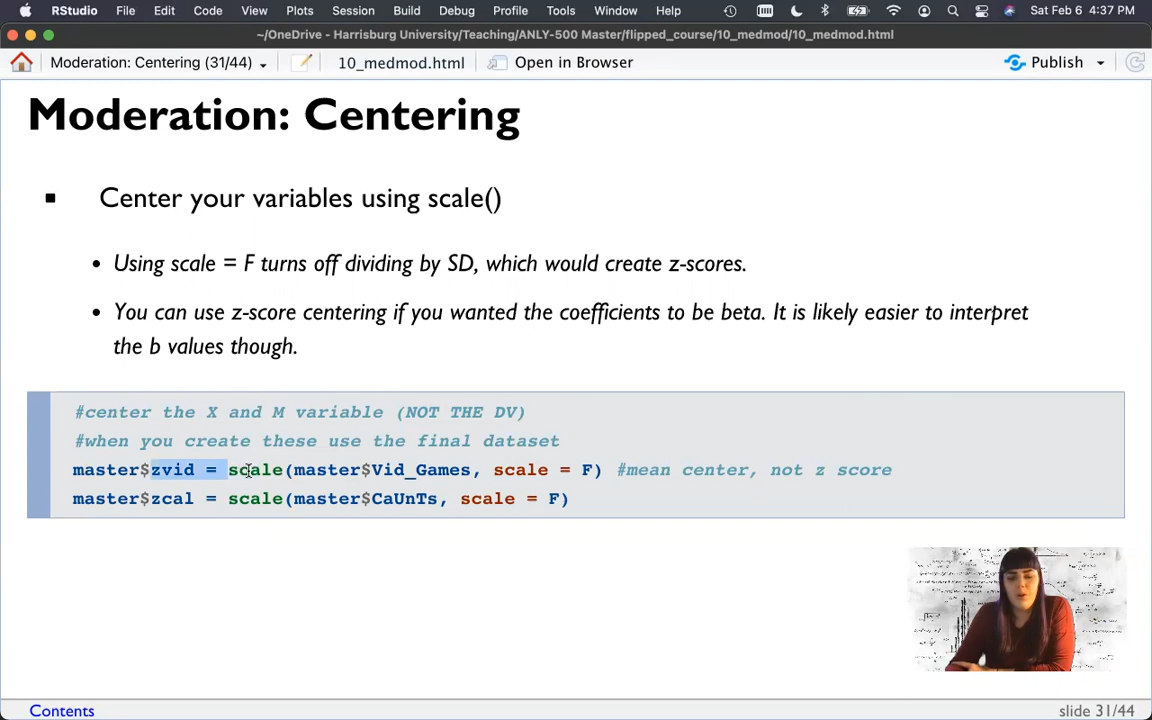 RStudio File Edit Code View Plots Session Build Debug Profile Tools Window Help Sat Feb 6 4:37 PM
~/OneDrive - Harrisburg University/Teaching/ANLY-500 Master/flipped_course/10_medmod/10_medmod.html
Moderation: Centering (31/44) 10_medmod.html Open in Browser Publish
Moderation: Centering
Center your variables using scale()
Using scale = F turns off dividing by SD, which would create z-scores.
You can use z-score centering if you wanted the coefficients to be beta. It is likely easier to interpret
the b values though.
#center the X and M variable (NOT THE DV)
#when you create these use the final dataset
master$zvid = scale(master$Vid_Games, scale = F) #mean center, not z score
master$zcal = scale(master$CaUnTs, scale = F)
Contents slide 31/44